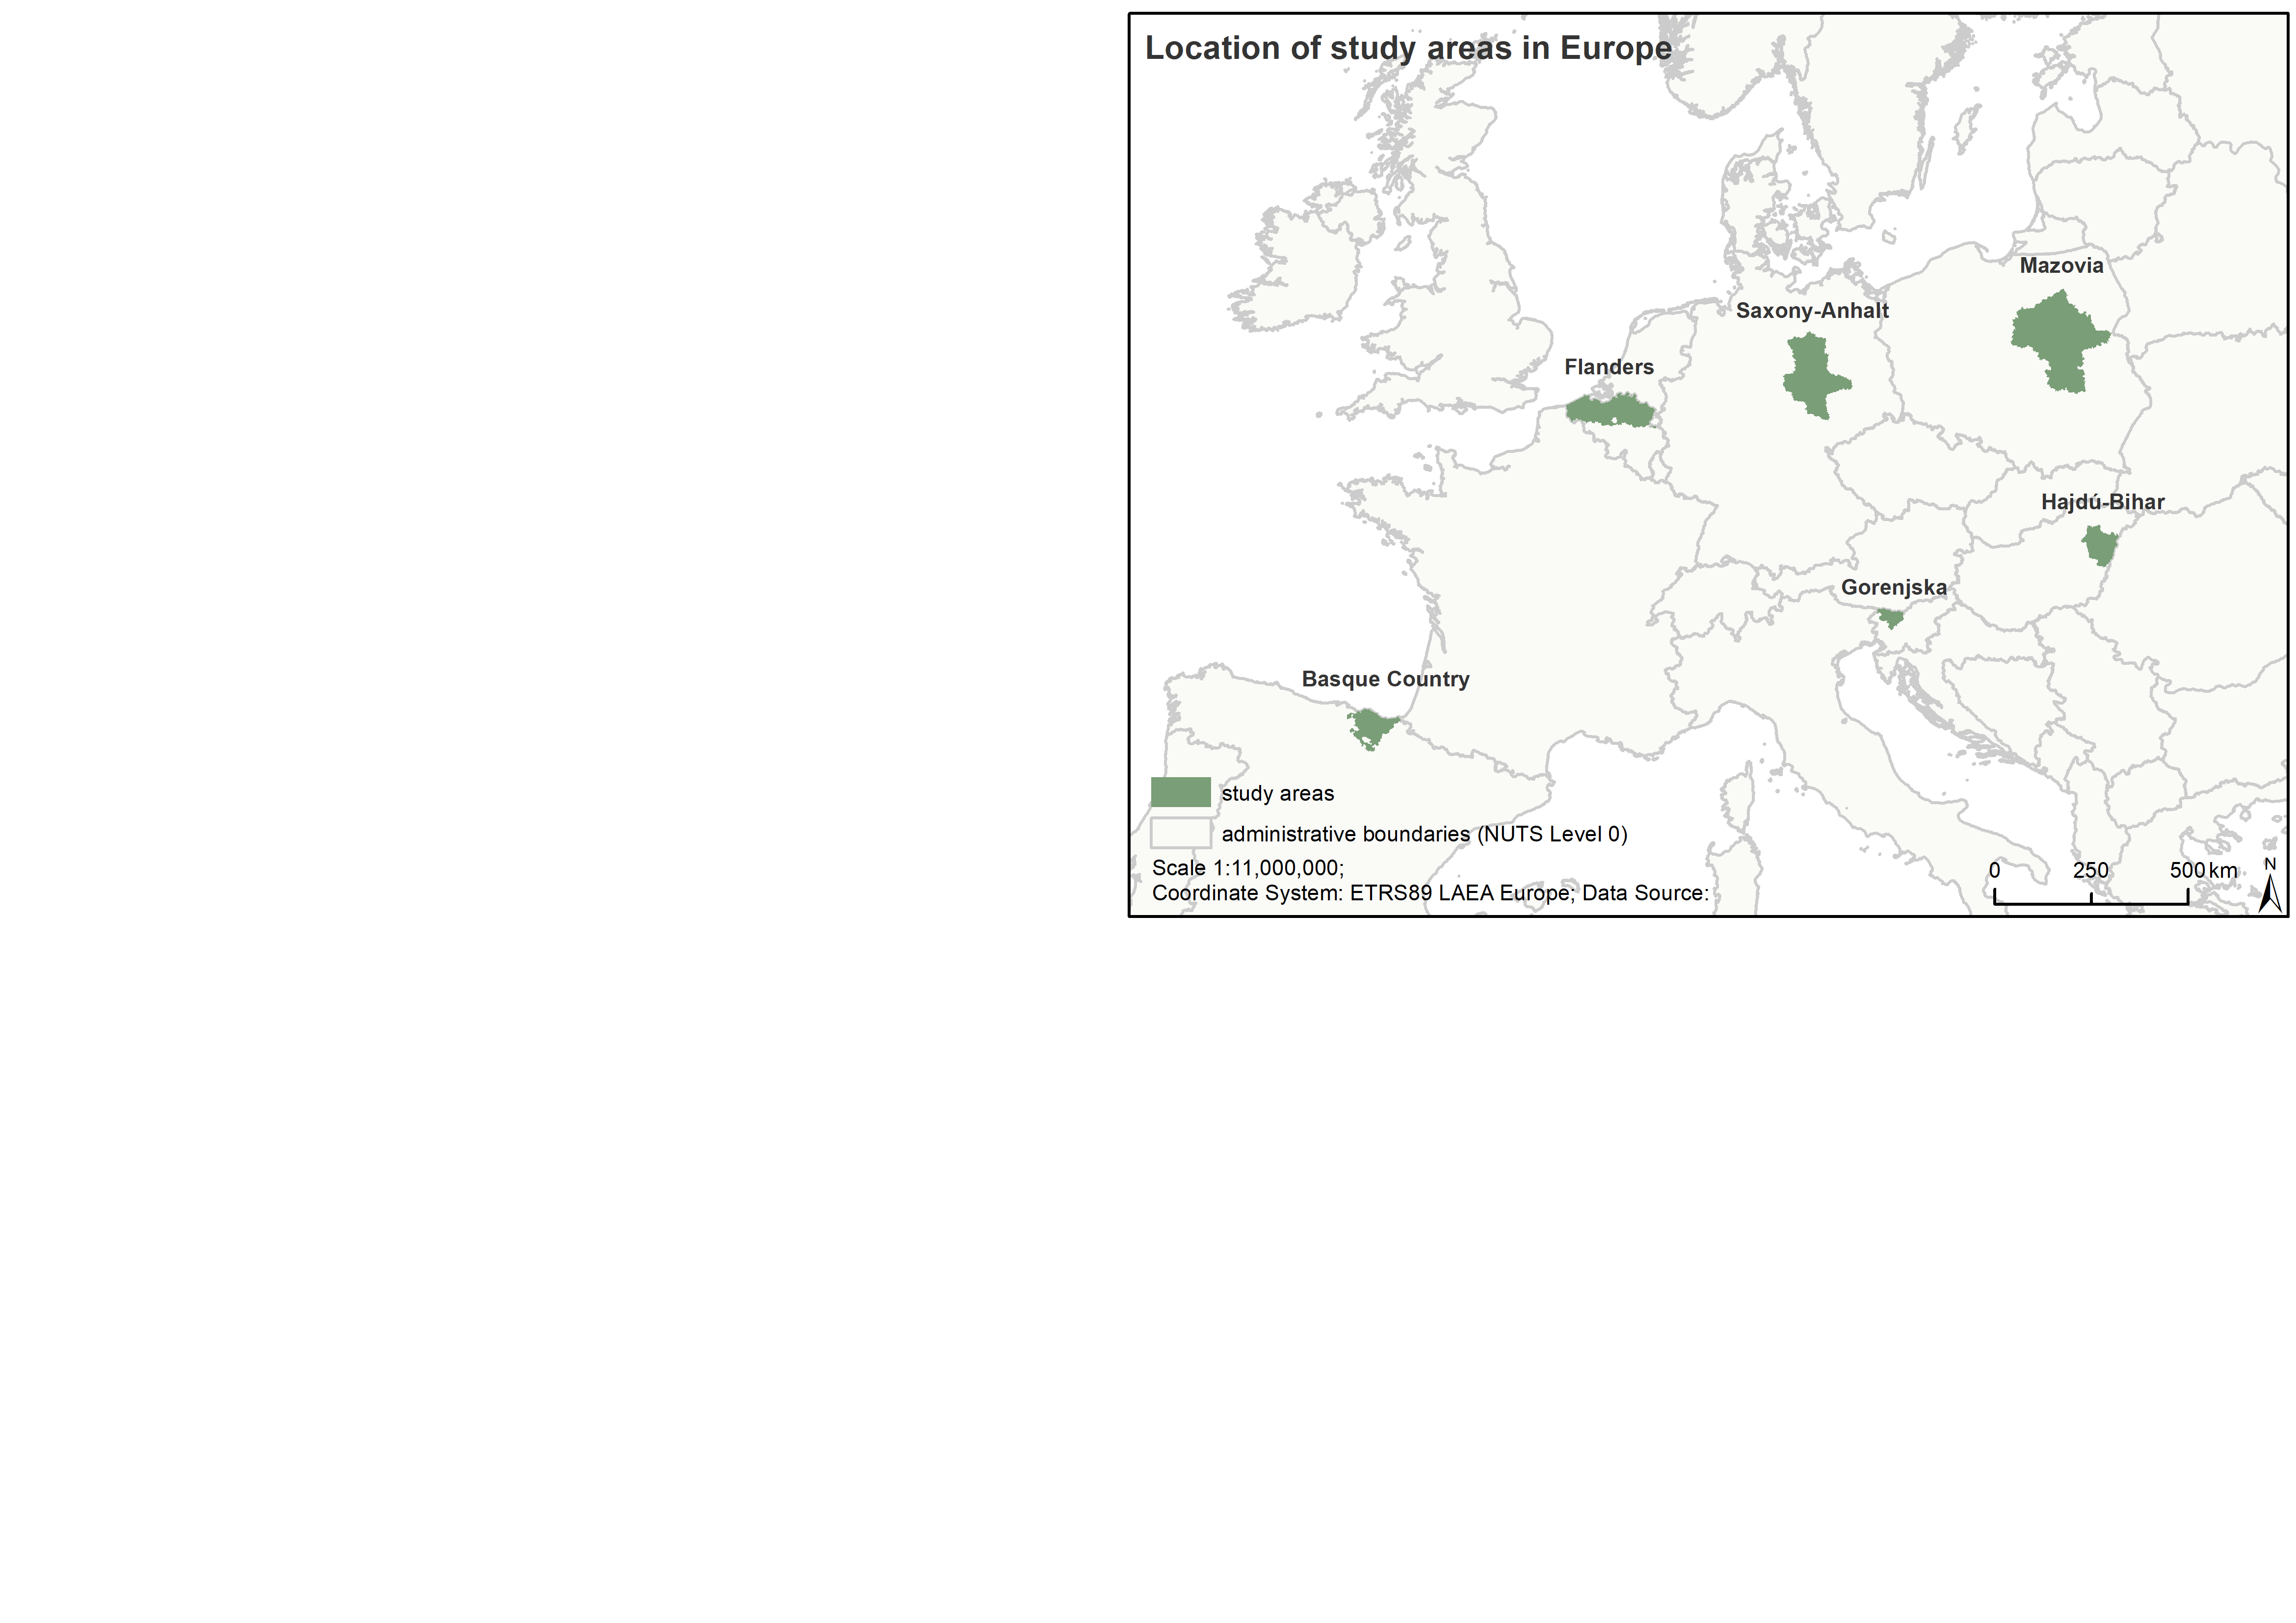 Location of study areas in Europe
Mazovia
Saxony-Anhalt
Flanders
Hajdú-Bihar
Gorenjska
Basque Country
study areas
administrative boundaries (NUTS Level 0)
Scale 1:11,000,000;
Coordinate System: ETRS89 LAEA Europe; Data Source:
0 250 500 km
N